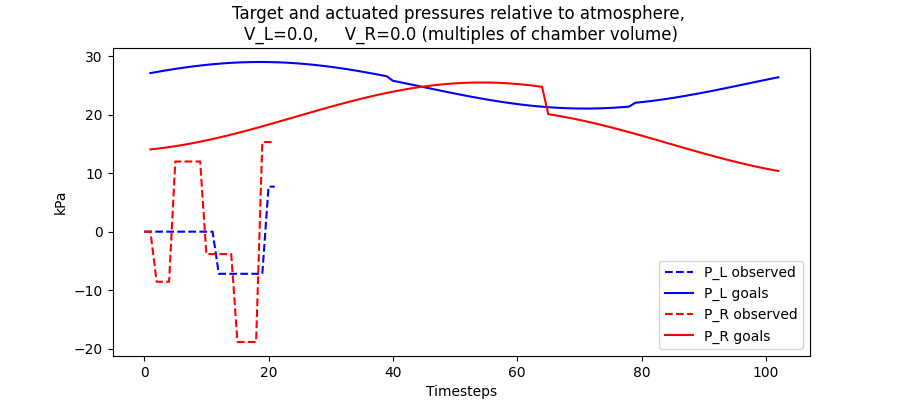 Target and actuated pressures relative to atmosphere,
V_L=0.0,     V_R=0.0 (multiples of chamber volume)
kPa
30
20
10
0
−10
−20
0
20
40
60
80
100
Timesteps
P_L observed
P_L goals
P_R observed
P_R goals